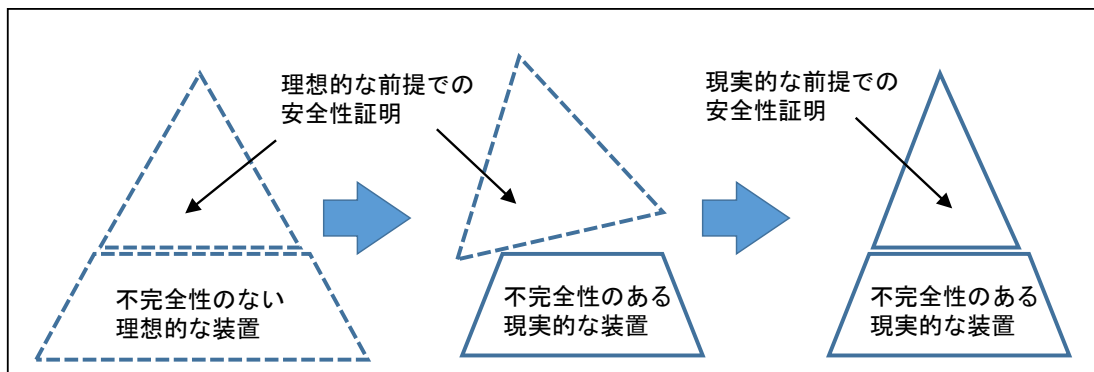 理想的な前提での
安全性証明
現実的な前提での
安全性証明
不完全性のない
理想的な装置
不完全性のある
現実的な装置
不完全性のある
現実的な装置